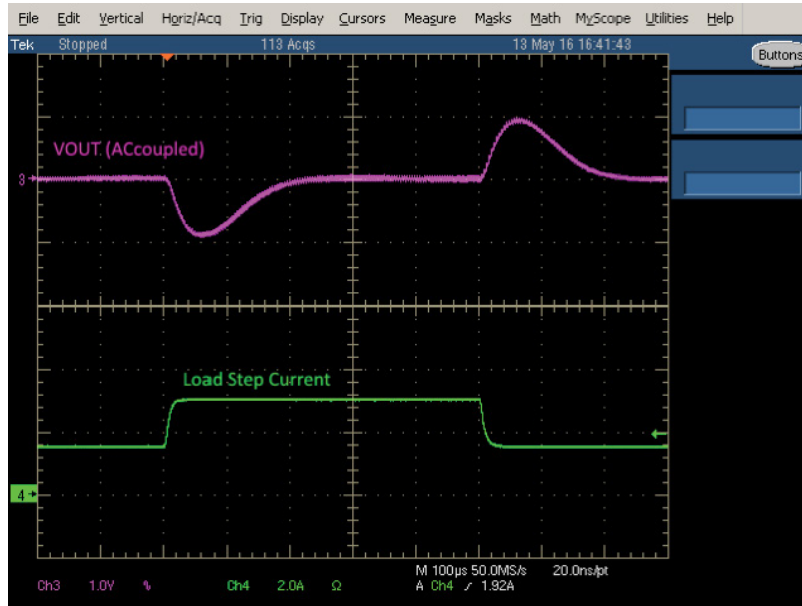 File Edit Vertical Horiz/Acq Trig Display Cursors Measure Masks Math MyScope Utilities Help
Tek Stopped 113 Acqs 13 May 16 16:41:43 Buttons
VOUT (ACcoupled)
3
Load Step Current
4
M 100µs 50.0MS/s 20.0ns/pt
Ch3 1.0V ∿ Ch4 2.0A Ω A Ch4 ⁄ 1.92A